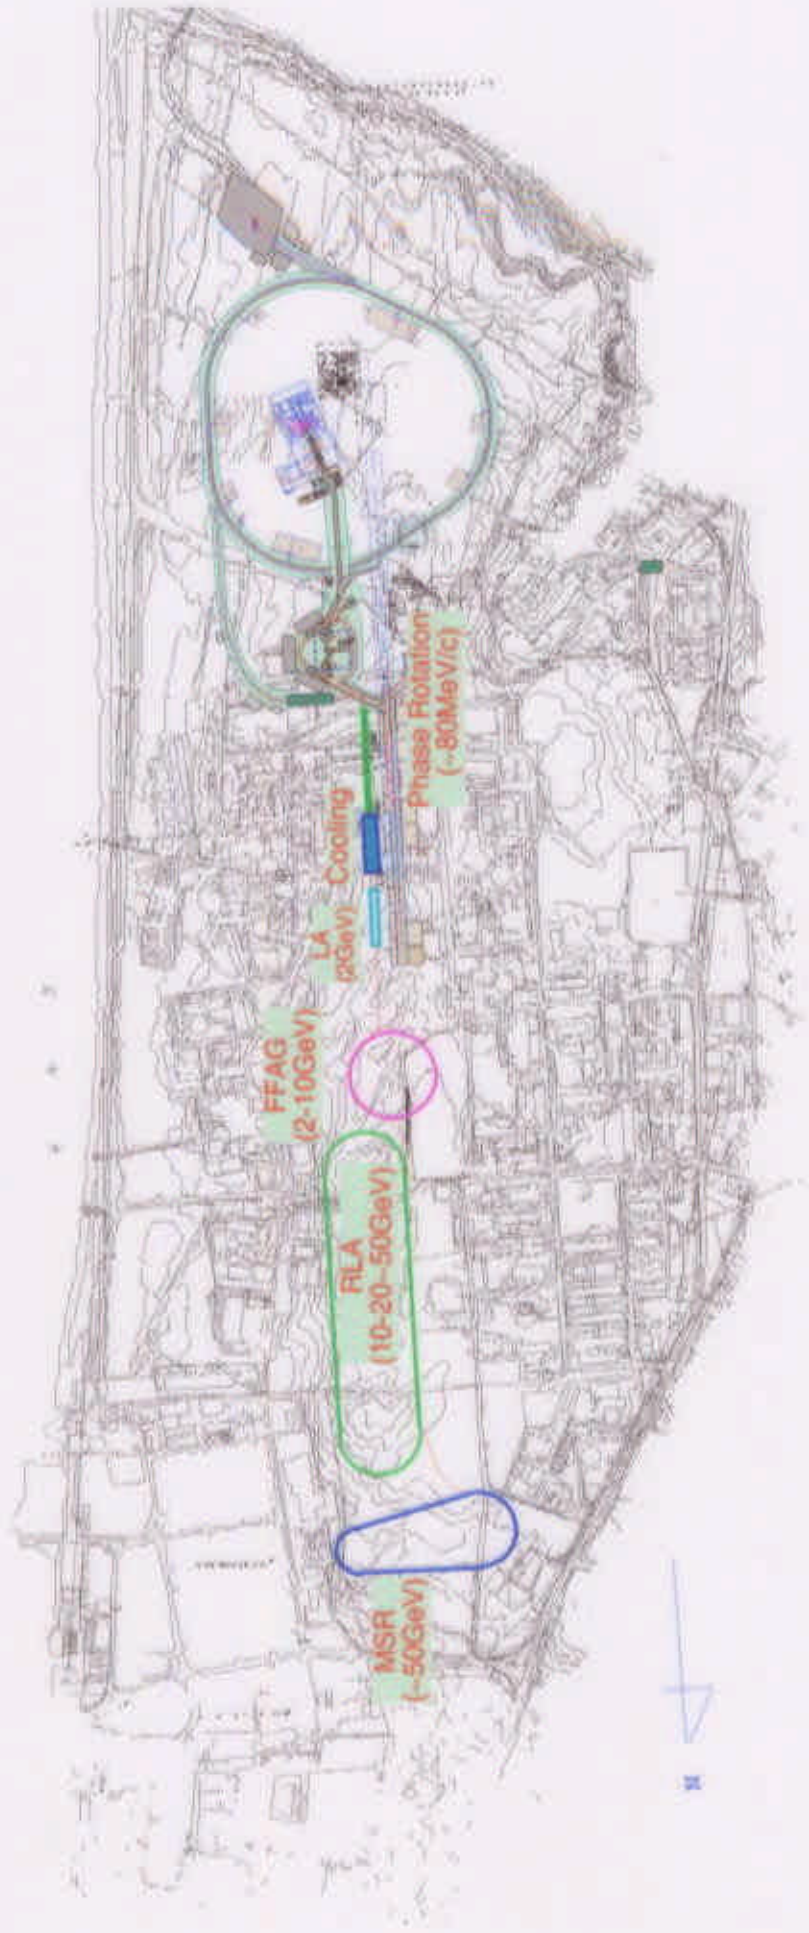 Phase Rotation
(~80MeV/c)
Cooling
LA
(2GeV)
FFAG
(2-10GeV)
RLA
(10-20-50GeV)
MSR
(~50GeV)